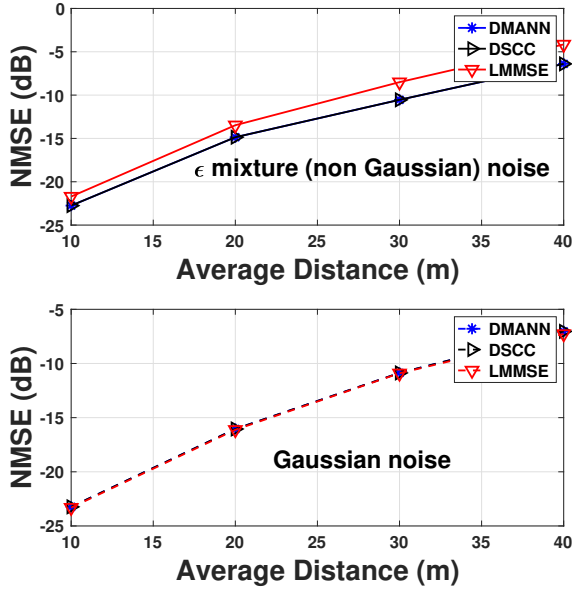 0
-5
-10
-15
-20
-25
NMSE (dB)
DMANN
DSCC
LMMSE
ϵ mixture (non Gaussian) noise
10 15 20 25 30 35 40
Average Distance (m)
-5
-10
-15
-20
-25
NMSE (dB)
DMANN
DSCC
LMMSE
Gaussian noise
10 15 20 25 30 35 40
Average Distance (m)